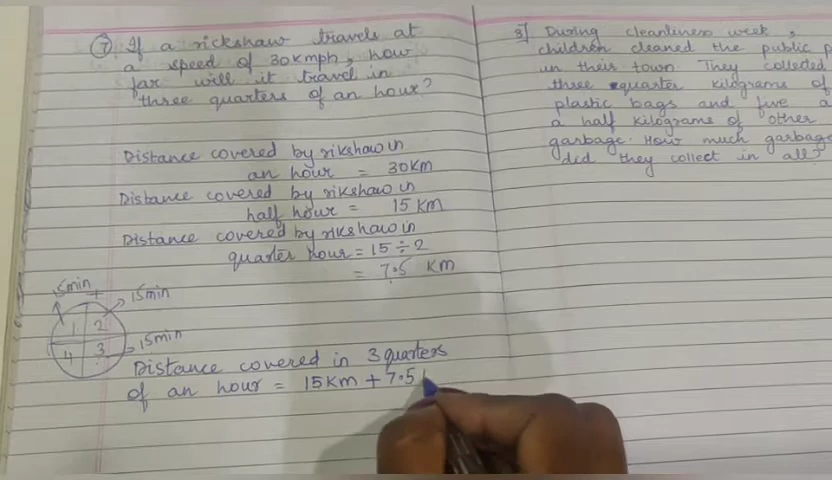 7 If a rickshaw travels at
a speed of 30kmph, how
far will it travel in
three quarters of an hour?
Distance covered by rikshaw in
an hour = 30KM
Distance covered by rikshaw in
half hour = 15 KM
Distance covered by rikshaw in
quarter hour = 15 ÷ 2
= 7.5 KM
15min
15min
1 2
4 3
15min
Distance covered in 3 quarters
of an hour = 15KM + 7.5
8] During cleanliness week,
children cleaned the public p
in their town. They collected
three quarter kilograms of
plastic bags and five a
a half kilograms of other
garbage. How much garbage
did they collect in all?